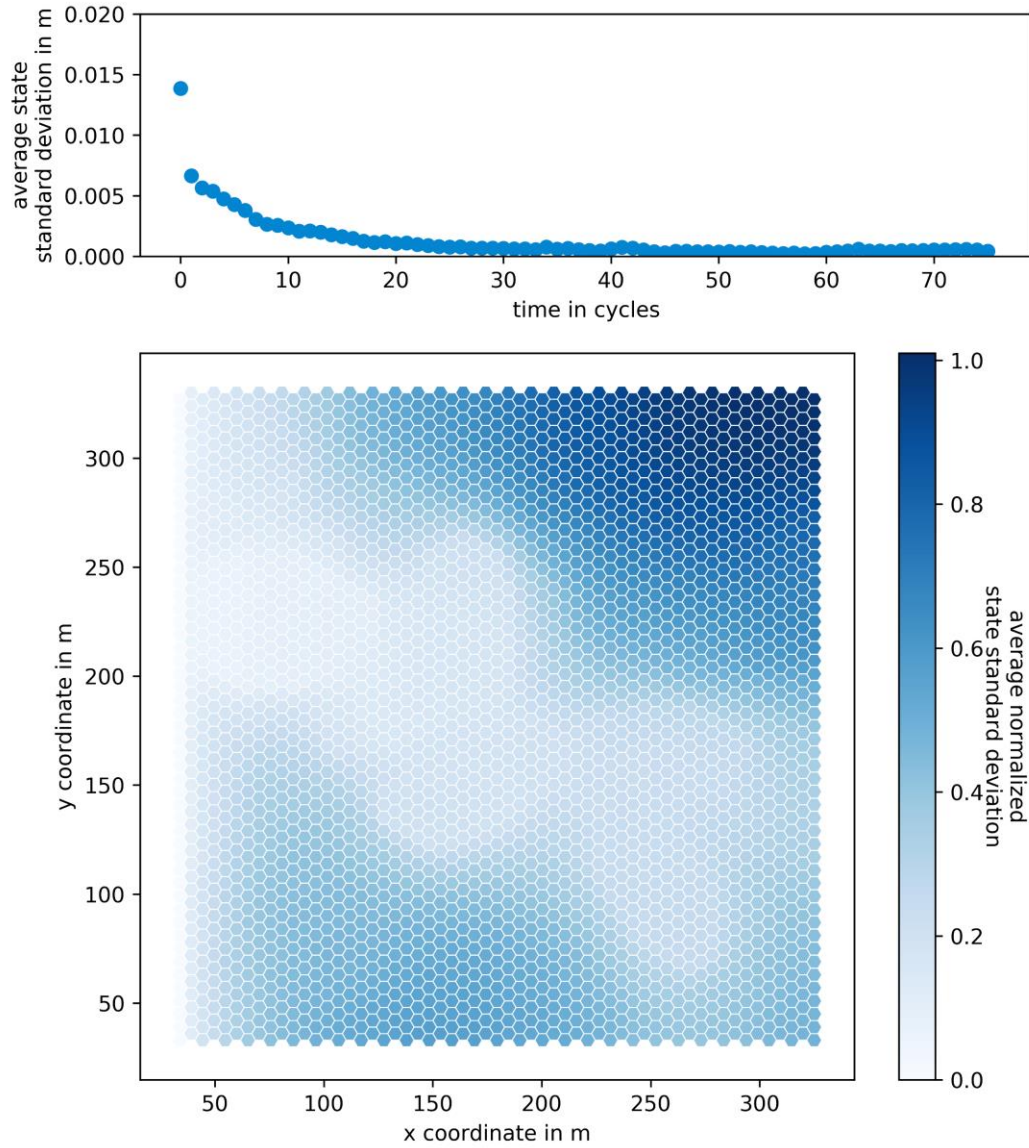 0.020
0.015
0.010
0.005
0.000
average state
standard deviation in m
0 10 20 30 40 50 60 70
time in cycles
300
250
200
150
100
50
y coordinate in m
50 100 150 200 250 300
x coordinate in m
1.0
0.8
0.6
0.4
0.2
0.0
average normalized
state standard deviation